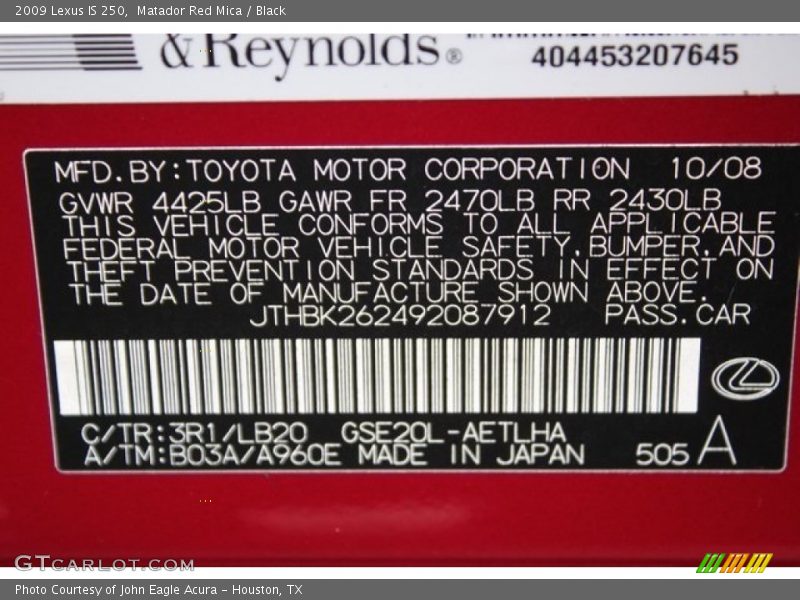 2009 Lexus IS 250,  Matador Red Mica / Black
& Reynolds®
404453207645
MFD. BY: TOYOTA MOTOR CORPORATION 10/08
GVWR 4425LB GAWR FR 2470LB RR 2430LB
THIS VEHICLE CONFORMS TO ALL APPLICABLE
FEDERAL MOTOR VEHICLE SAFETY, BUMPER, AND
THEFT PREVENTION STANDARDS IN EFFECT ON
THE DATE OF MANUFACTURE SHOWN ABOVE.
JTHBK262492087912 PASS. CAR
C/TR: 3R1/LB20 GSE20L-AETLHA
A/TM: B03A/A960E MADE IN JAPAN 505 A
GTCARLOT.COM
Photo Courtesy of John Eagle Acura - Houston, TX